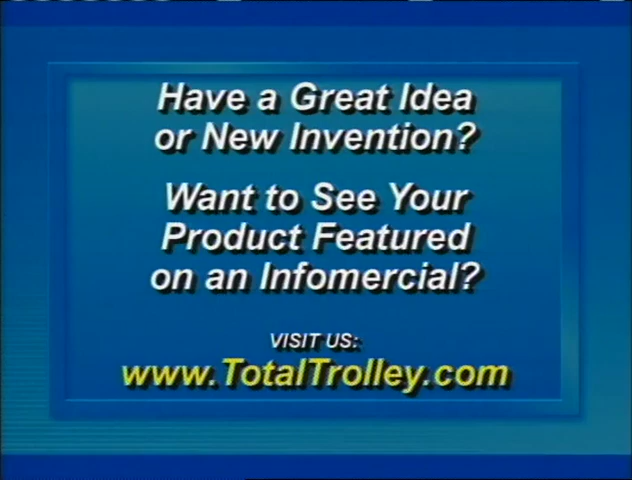 Have a Great Idea
or New Invention?
Want to See Your
Product Featured
on an Infomercial?
VISIT US:
www.TotalTrolley.com